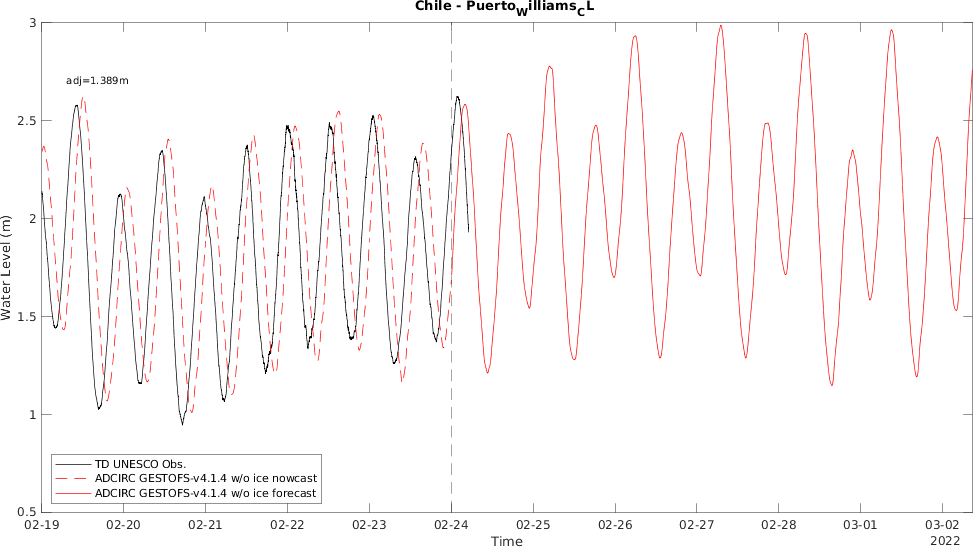 Chile - PuertoWilliamsCL
3
adj=1.389m
2.5
2
Water Level (m)
1.5
1
TD UNESCO Obs.
ADCIRC GESTOFS-v4.1.4 w/o ice nowcast
ADCIRC GESTOFS-v4.1.4 w/o ice forecast
0.5
02-19 02-20 02-21 02-22 02-23 02-24 02-25 02-26 02-27 02-28 03-01 03-02
Time 2022